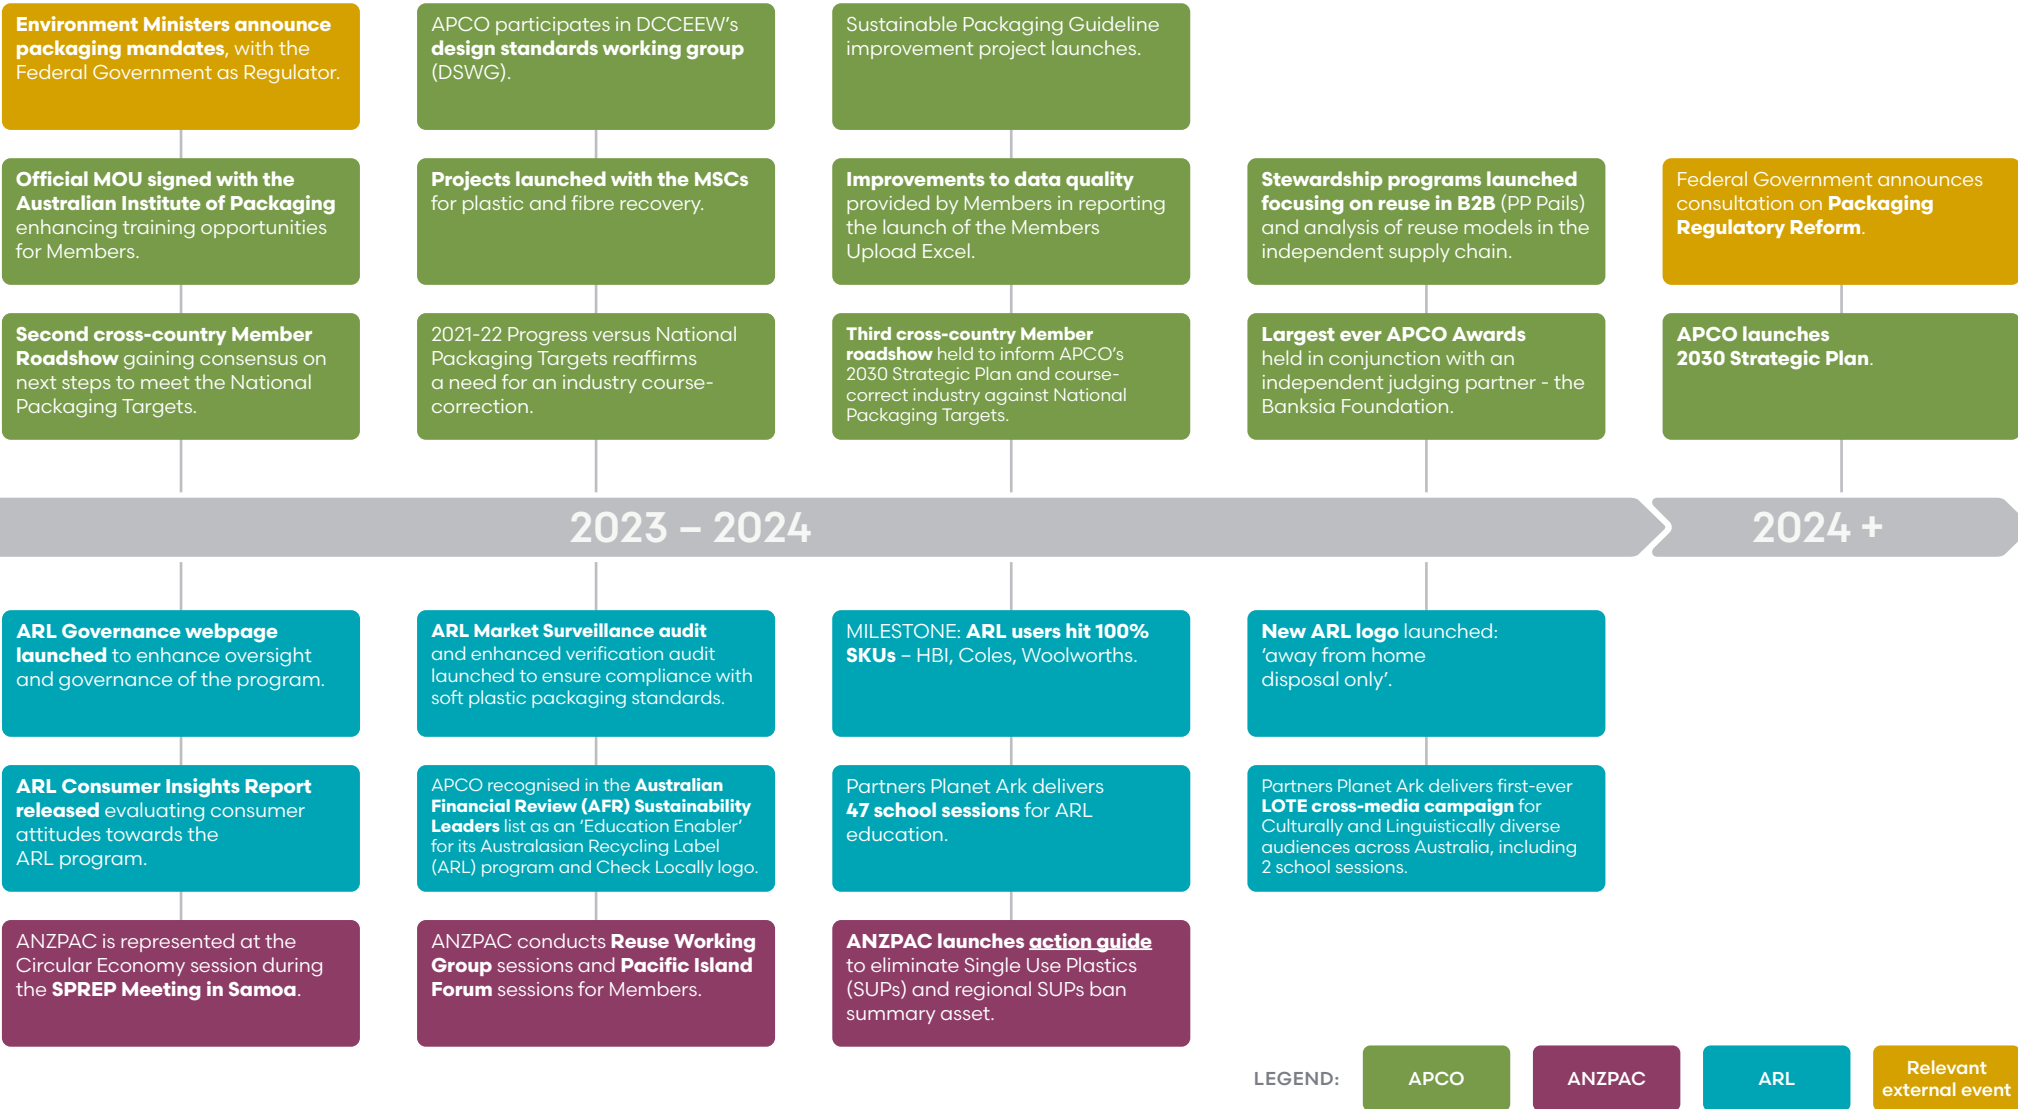 Environment Ministers announce
packaging mandates, with the
Federal Government as Regulator.
APCO participates in DCCEEW's
design standards working group
(DSWG).
Sustainable Packaging Guideline
improvement project launches.
Official MOU signed with the
Australian Institute of Packaging
enhancing training opportunities
for Members.
Projects launched with the MSCs
for plastic and fibre recovery.
Improvements to data quality
provided by Members in reporting
the launch of the Members
Upload Excel.
Stewardship programs launched
focusing on reuse in B2B (PP Pails)
and analysis of reuse models in the
independent supply chain.
Federal Government announces
consultation on Packaging
Regulatory Reform.
Second cross-country Member
Roadshow gaining consensus on
next steps to meet the National
Packaging Targets.
2021-22 Progress versus National
Packaging Targets reaffirms
a need for an industry course-
correction.
Third cross-country Member
roadshow held to inform APCO's
2030 Strategic Plan and course-
correct industry against National
Packaging Targets.
Largest ever APCO Awards
held in conjunction with an
independent judging partner - the
Banksia Foundation.
APCO launches
2030 Strategic Plan.
2023 – 2024
2024 +
ARL Governance webpage
launched to enhance oversight
and governance of the program.
ARL Market Surveillance audit
and enhanced verification audit
launched to ensure compliance with
soft plastic packaging standards.
MILESTONE: ARL users hit 100%
SKUs – HBI, Coles, Woolworths.
New ARL logo launched:
‘away from home
disposal only’.
ARL Consumer Insights Report
released evaluating consumer
attitudes towards the
ARL program.
APCO recognised in the Australian
Financial Review (AFR) Sustainability
Leaders list as an ‘Education Enabler’
for its Australasian Recycling Label
(ARL) program and Check Locally logo.
Partners Planet Ark delivers
47 school sessions for ARL
education.
Partners Planet Ark delivers first-ever
LOTE cross-media campaign for
Culturally and Linguistically diverse
audiences across Australia, including
2 school sessions.
ANZPAC is represented at the
Circular Economy session during
the SPREP Meeting in Samoa.
ANZPAC conducts Reuse Working
Group sessions and Pacific Island
Forum sessions for Members.
ANZPAC launches action guide
to eliminate Single Use Plastics
(SUPs) and regional SUPs ban
summary asset.
LEGEND:
APCO
ANZPAC
ARL
Relevant
external event